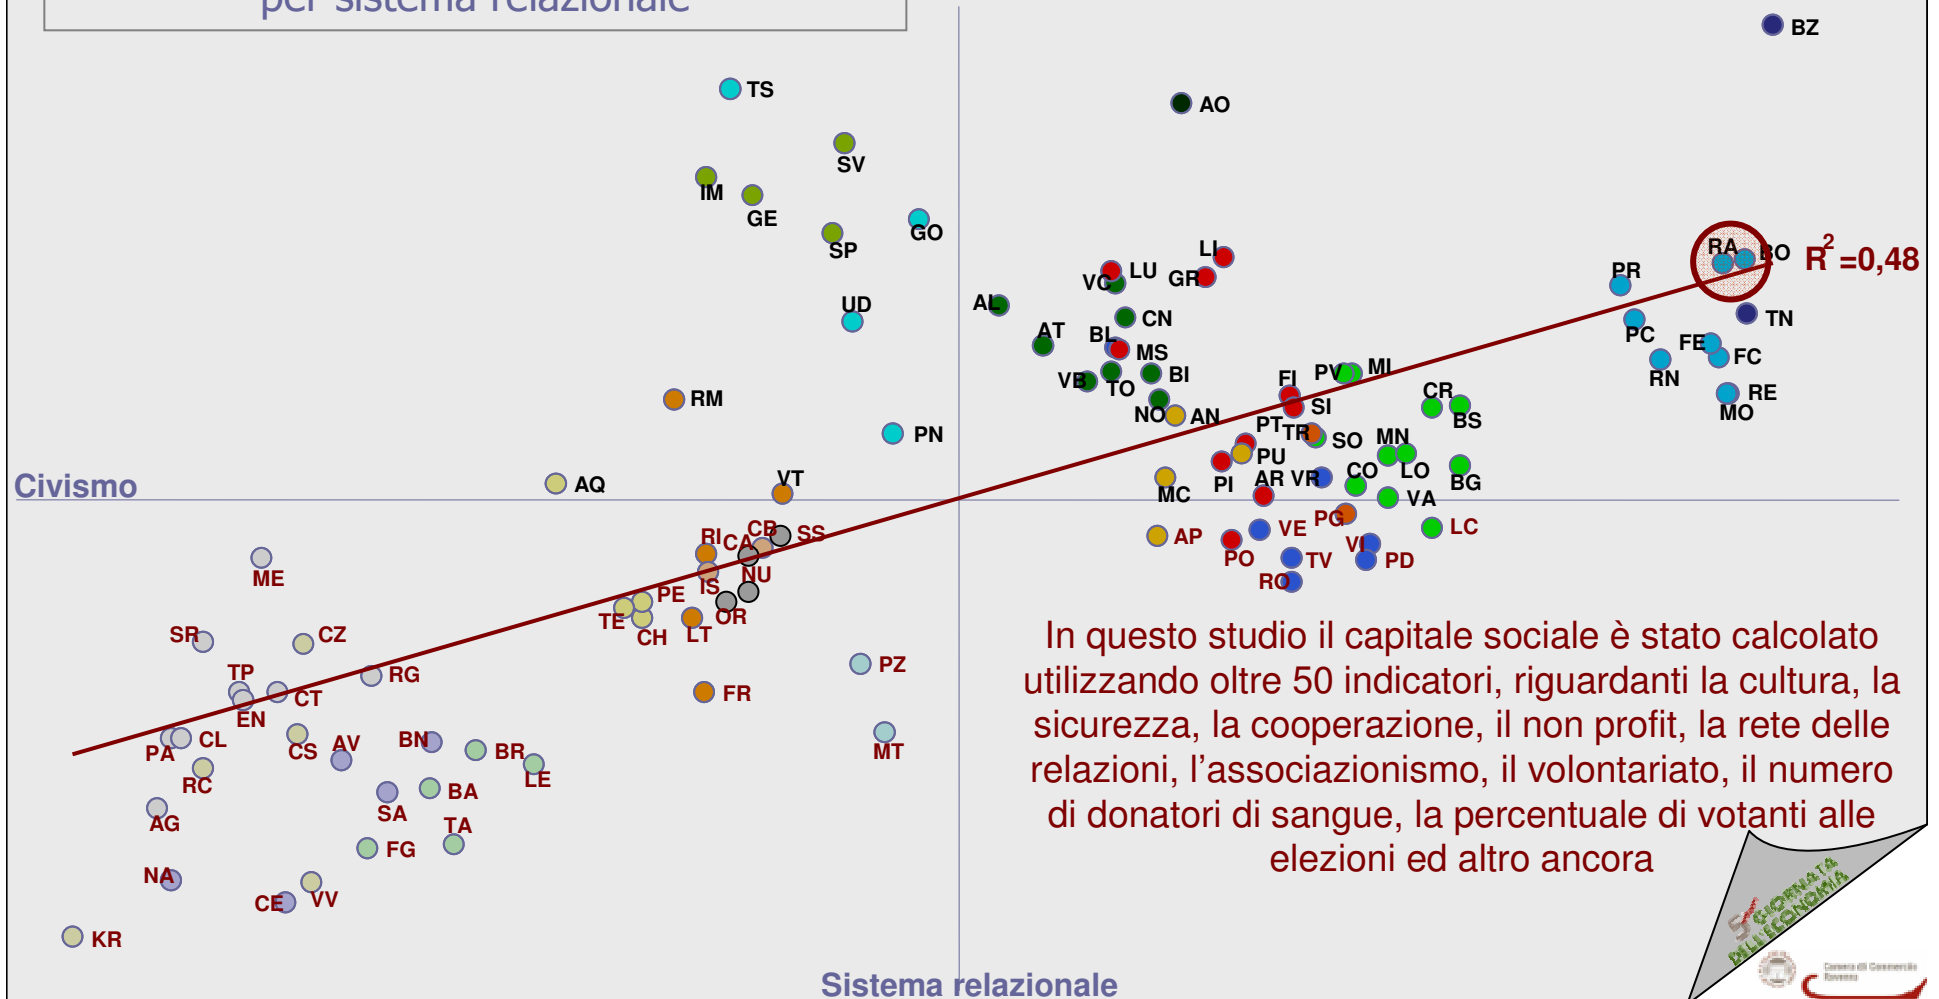 per sistema relazionale
BZ
TS
AO
SV
IM
GE
GO
SP
LI
RA
BO
R²=0,48
LU
VC
GR
PR
AL
UD
CN
TN
AT
BL
MS
PC
FE
FC
VB
TO
BI
PV
MI
RN
FI
CR
RE
RM
NO
AN
SI
BS
MO
PN
PT
TR
SO
MN
PU
Civismo
AQ
VT
MC
PI
AR
VR
CO
LO
BG
VA
RI
CA
CB
SS
AP
PO
VE
PG
VI
LC
ME
IS
NU
TV
PD
RO
TE
PE
CH
LT
OR
SR
CZ
PZ
TP
RG
EN
CT
FR
PA
CL
CS
AV
BN
BR
LE
MT
RC
SA
BA
AG
TA
FG
NA
CE
VV
KR
In questo studio il capitale sociale è stato calcolato
utilizzando oltre 50 indicatori, riguardanti la cultura, la
sicurezza, la cooperazione, il non profit, la rete delle
relazioni, l'associazionismo, il volontariato, il numero
di donatori di sangue, la percentuale di votanti alle
elezioni ed altro ancora
GIORNATA
DELL'ECONOMIA
Camera di Commercio
Ravenna
Sistema relazionale